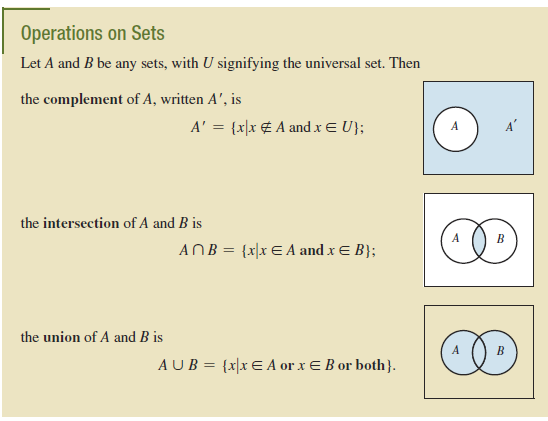 Operations on Sets
Let A and B be any sets, with U signifying the universal set. Then
the complement of A, written A′, is
A′ = {x|x ∉ A and x ∈ U};
A A′
the intersection of A and B is
A ∩ B = {x|x ∈ A and x ∈ B};
A B
the union of A and B is
A ∪ B = {x|x ∈ A or x ∈ B or both}.
A B